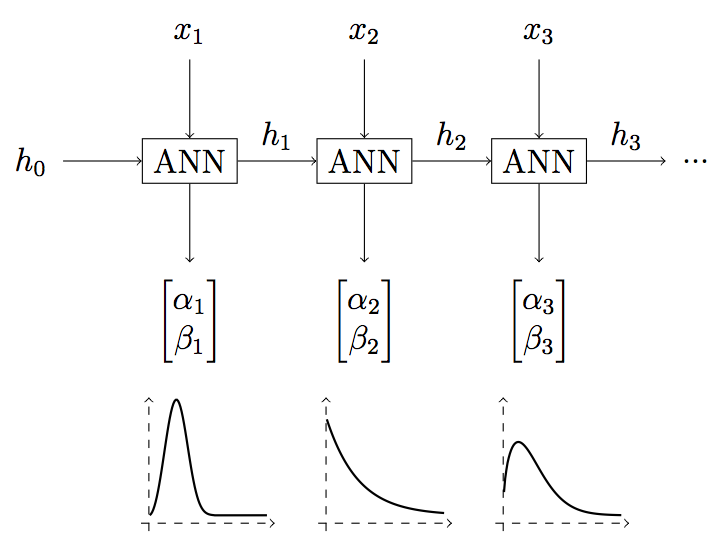 x₁ x₂ x₃
h₀ ANN h₁ ANN h₂ ANN h₃ ...
α₁ α₂ α₃
β₁ β₂ β₃